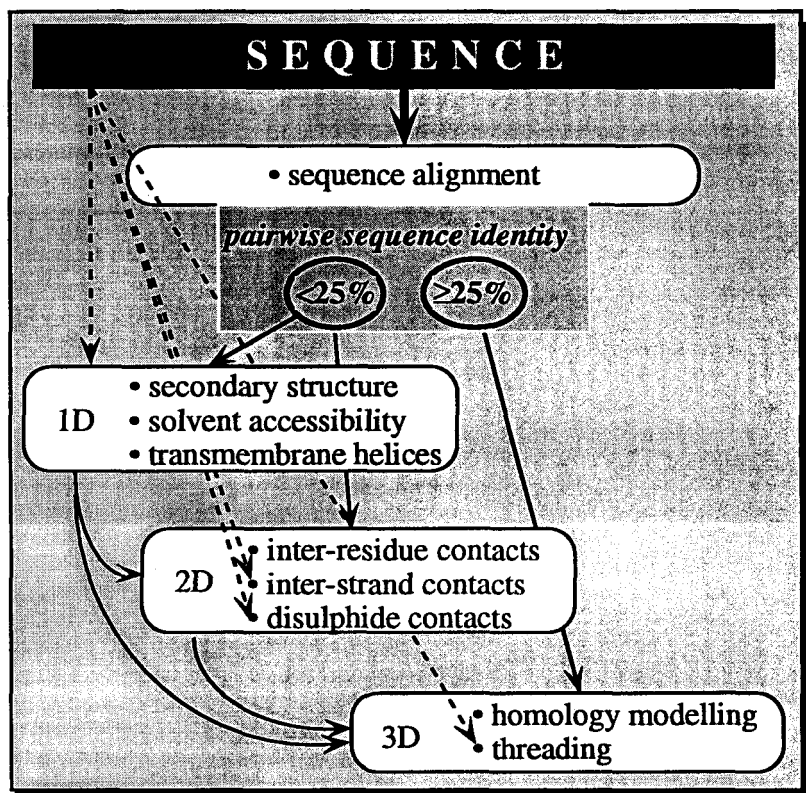 SEQUENCE
• sequence alignment
pairwise sequence identity
<25% ≥25%
• secondary structure
1D • solvent accessibility
• transmembrane helices
• inter-residue contacts
2D • inter-strand contacts
• disulphide contacts
• homology modelling
3D • threading